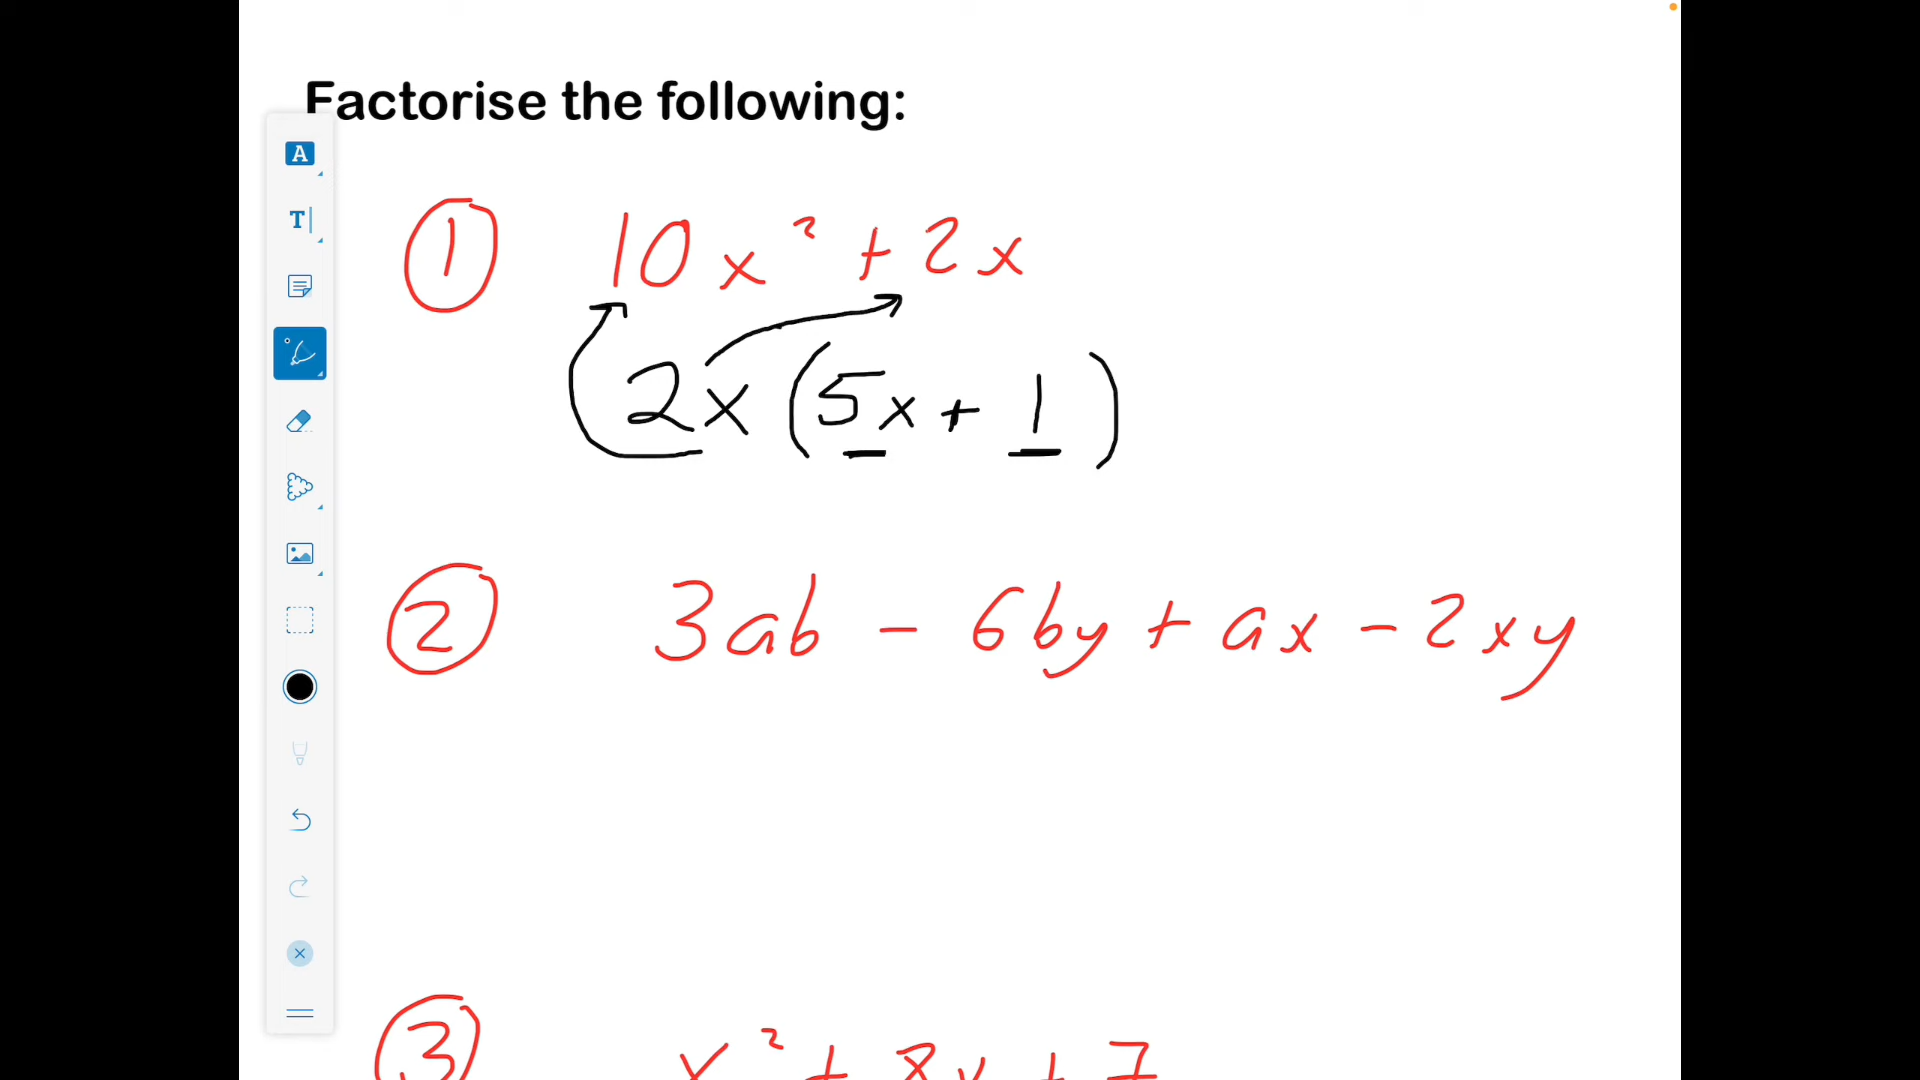 Factorise the following:
① 10x² + 2x
2x (5x + 1)
② 3ab - 6by + ax - 2xy
③ x² + 8x + 7